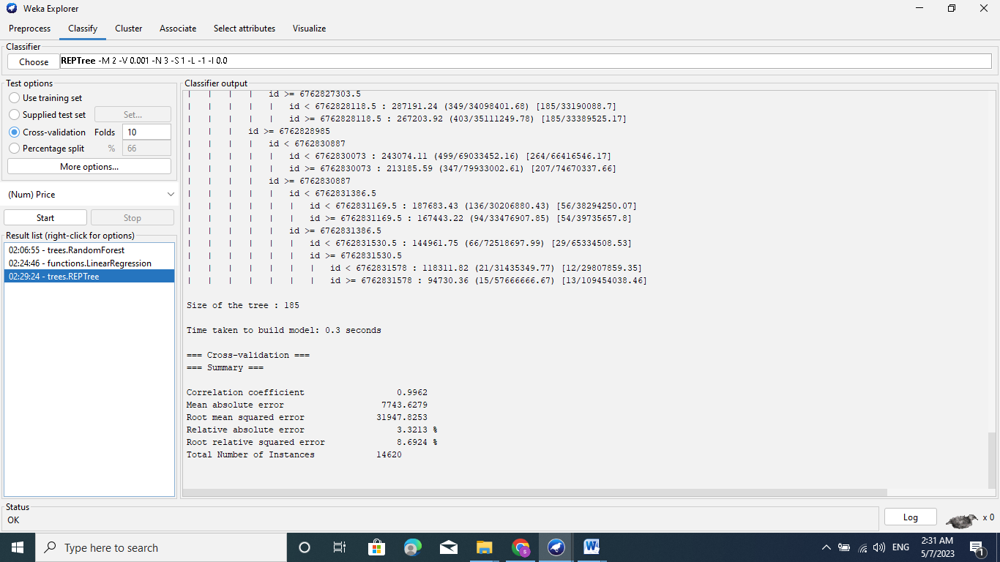 Weka Explorer
Preprocess Classify Cluster Associate Select attributes Visualize
Classifier
Choose REPTree -M 2 -V 0.001 -N 3 -S 1 -L -1 -I 0.0
Test options
Use training set
Supplied test set Set...
Cross-validation Folds 10
Percentage split % 66
More options...
(Num) Price
Start Stop
Result list (right-click for options)
02:06:55 - trees.RandomForest
02:24:46 - functions.LinearRegression
02:29:24 - trees.REPTree
Classifier output
| | | | id >= 6762827303.5
| | | | | id < 6762828118.5 : 287191.24 (349/34098401.68) [185/33190088.7]
| | | | | id >= 6762828118.5 : 267203.92 (403/35111249.78) [185/33389525.17]
| | | id >= 6762828985
| | | | id < 6762830887
| | | | | id < 6762830073 : 243074.11 (499/69033452.16) [264/66416546.17]
| | | | | id >= 6762830073 : 213185.59 (347/79933002.61) [207/74670337.66]
| | | | id >= 6762830887
| | | | | id < 6762831386.5
| | | | | | id < 6762831169.5 : 187683.43 (136/30206880.43) [56/38294250.07]
| | | | | | id >= 6762831169.5 : 167443.22 (94/33476907.85) [54/39735657.8]
| | | | | id >= 6762831386.5
| | | | | | id < 6762831530.5 : 144961.75 (66/72518697.99) [29/65334508.53]
| | | | | | id >= 6762831530.5
| | | | | | | id < 6762831578 : 118311.82 (21/31435349.77) [12/29807859.35]
| | | | | | | id >= 6762831578 : 94730.36 (15/57666666.67) [13/109454038.46]
Size of the tree : 185
Time taken to build model: 0.3 seconds
=== Cross-validation ===
=== Summary ===
Correlation coefficient 0.9962
Mean absolute error 7743.6279
Root mean squared error 31947.8253
Relative absolute error 3.3213 %
Root relative squared error 8.6924 %
Total Number of Instances 14620
Status
OK
Log
x 0
Type here to search
ENG
2:31 AM
5/7/2023
1